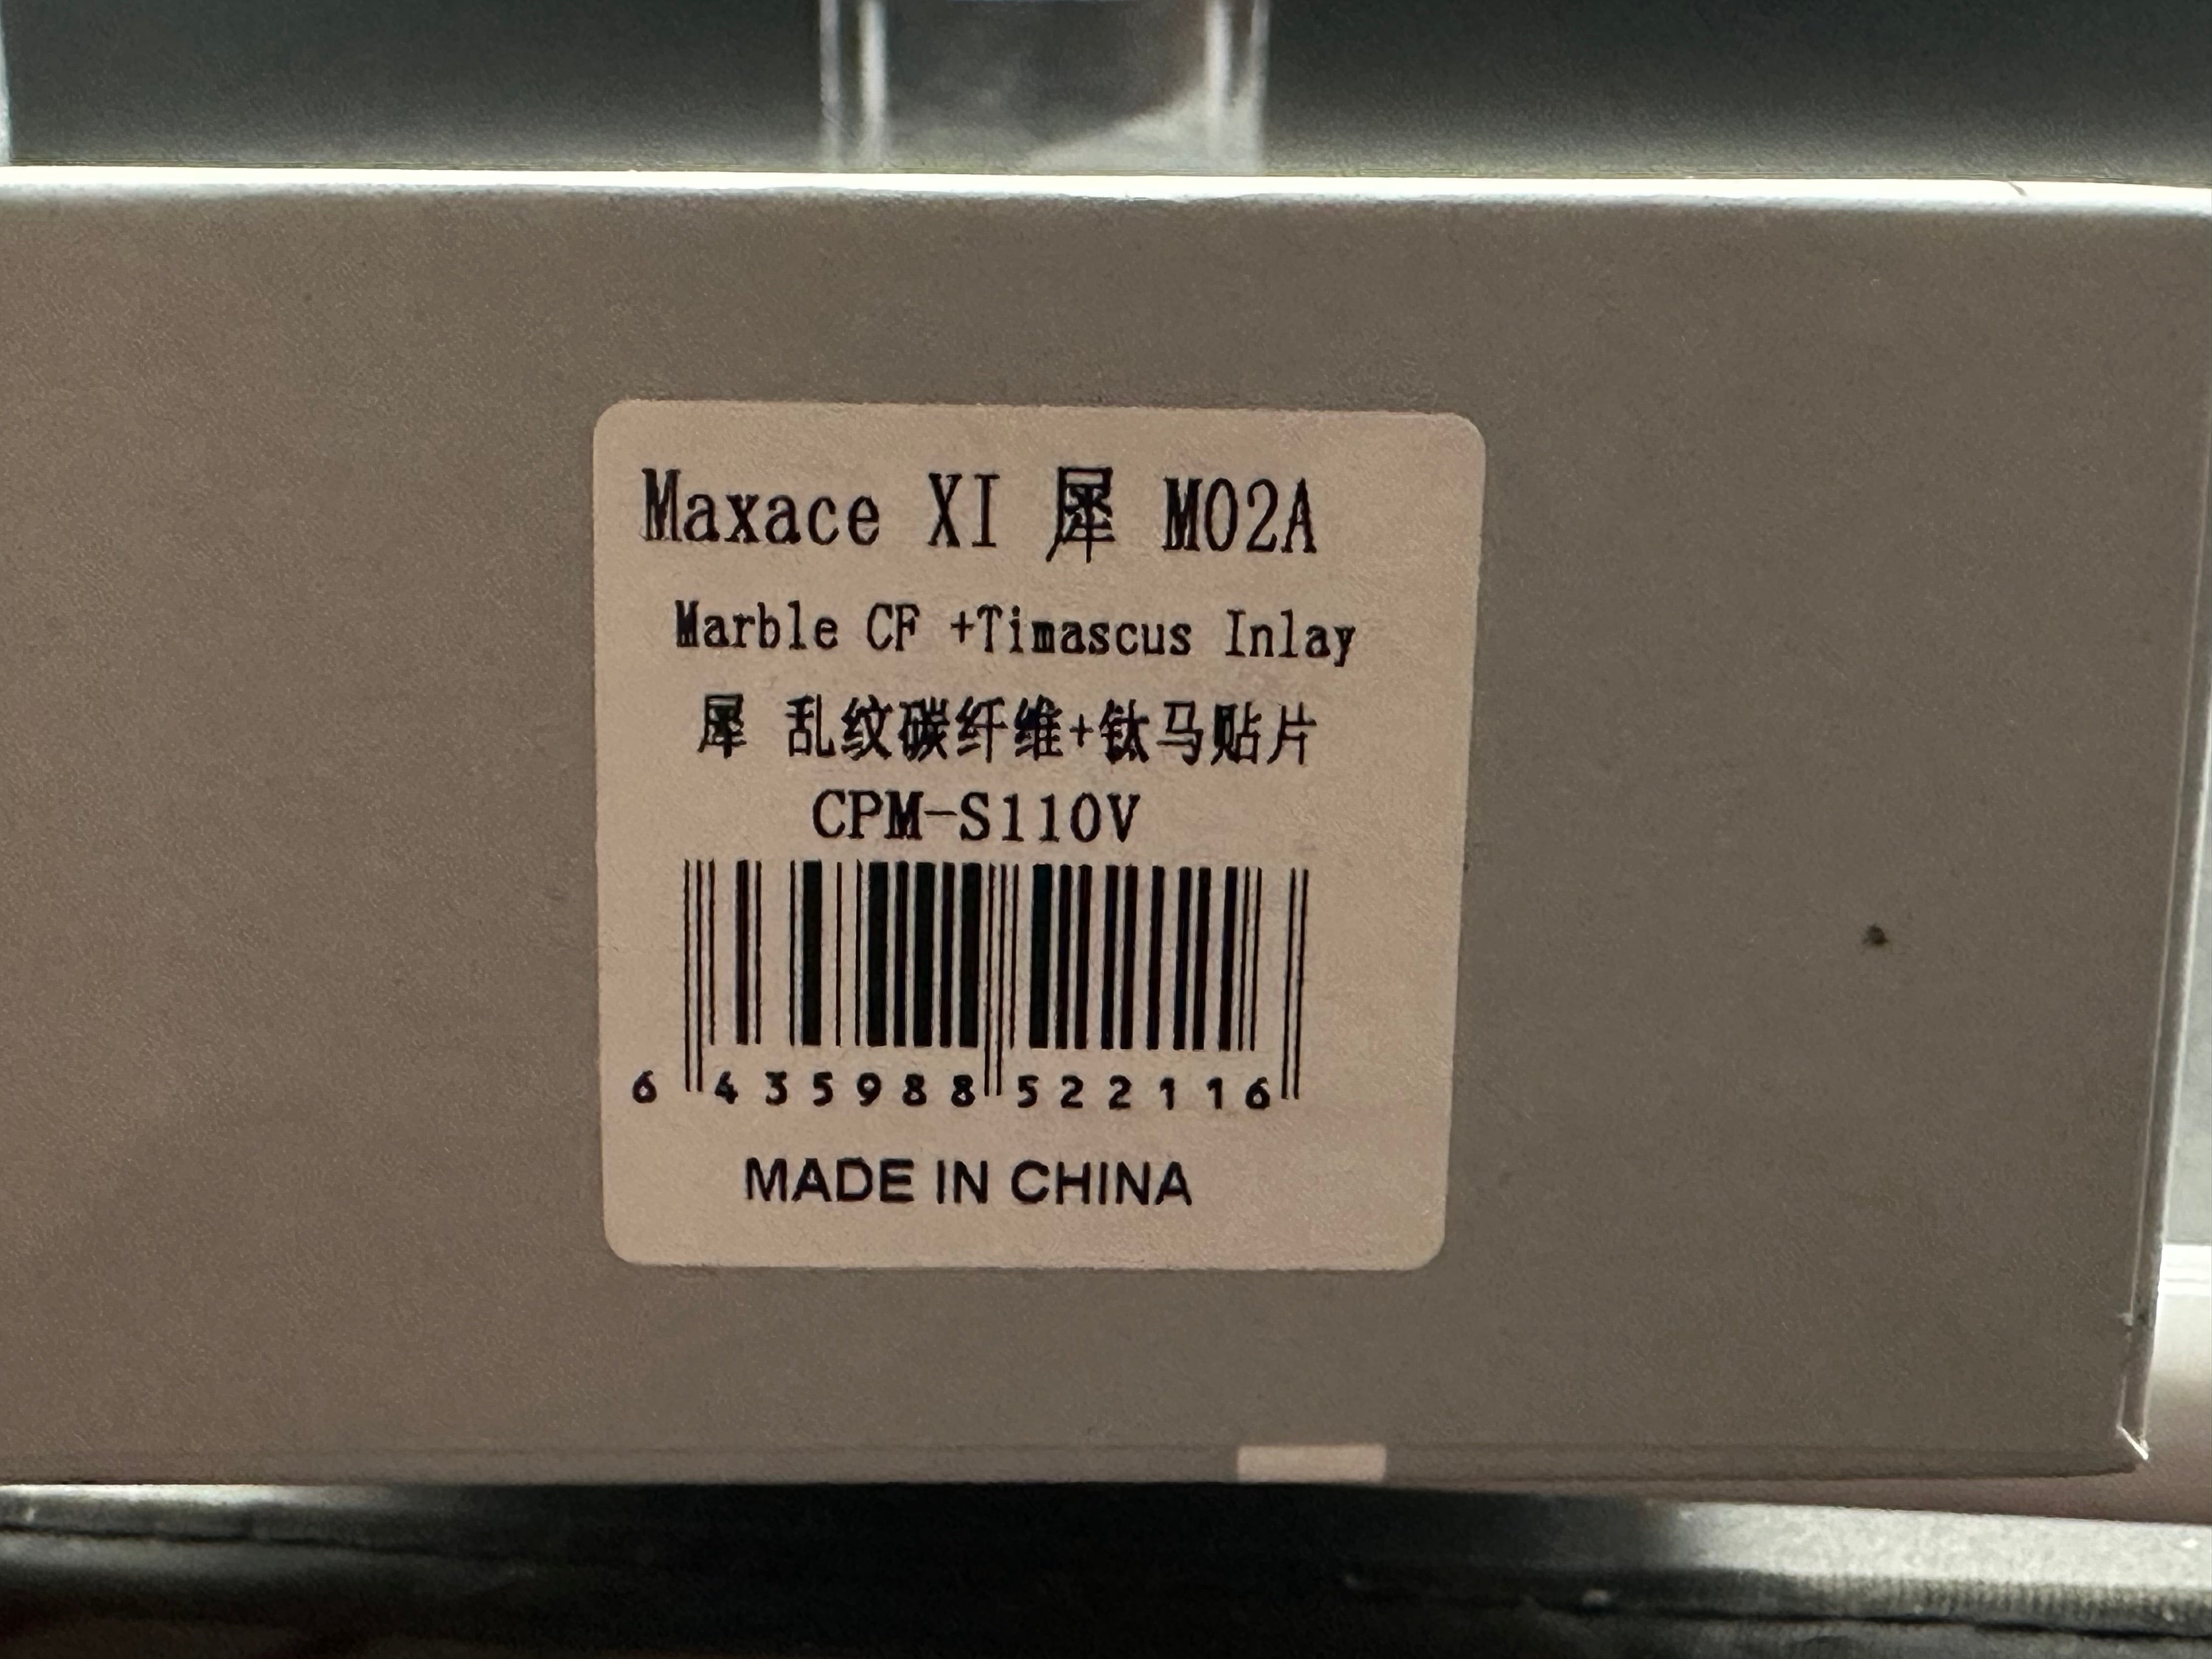 Maxace XI 犀 M02A
Marble CF +Timascus Inlay
犀 乱纹碳纤维+钛马贴片
CPM-S110V
6 435988 522116
MADE IN CHINA